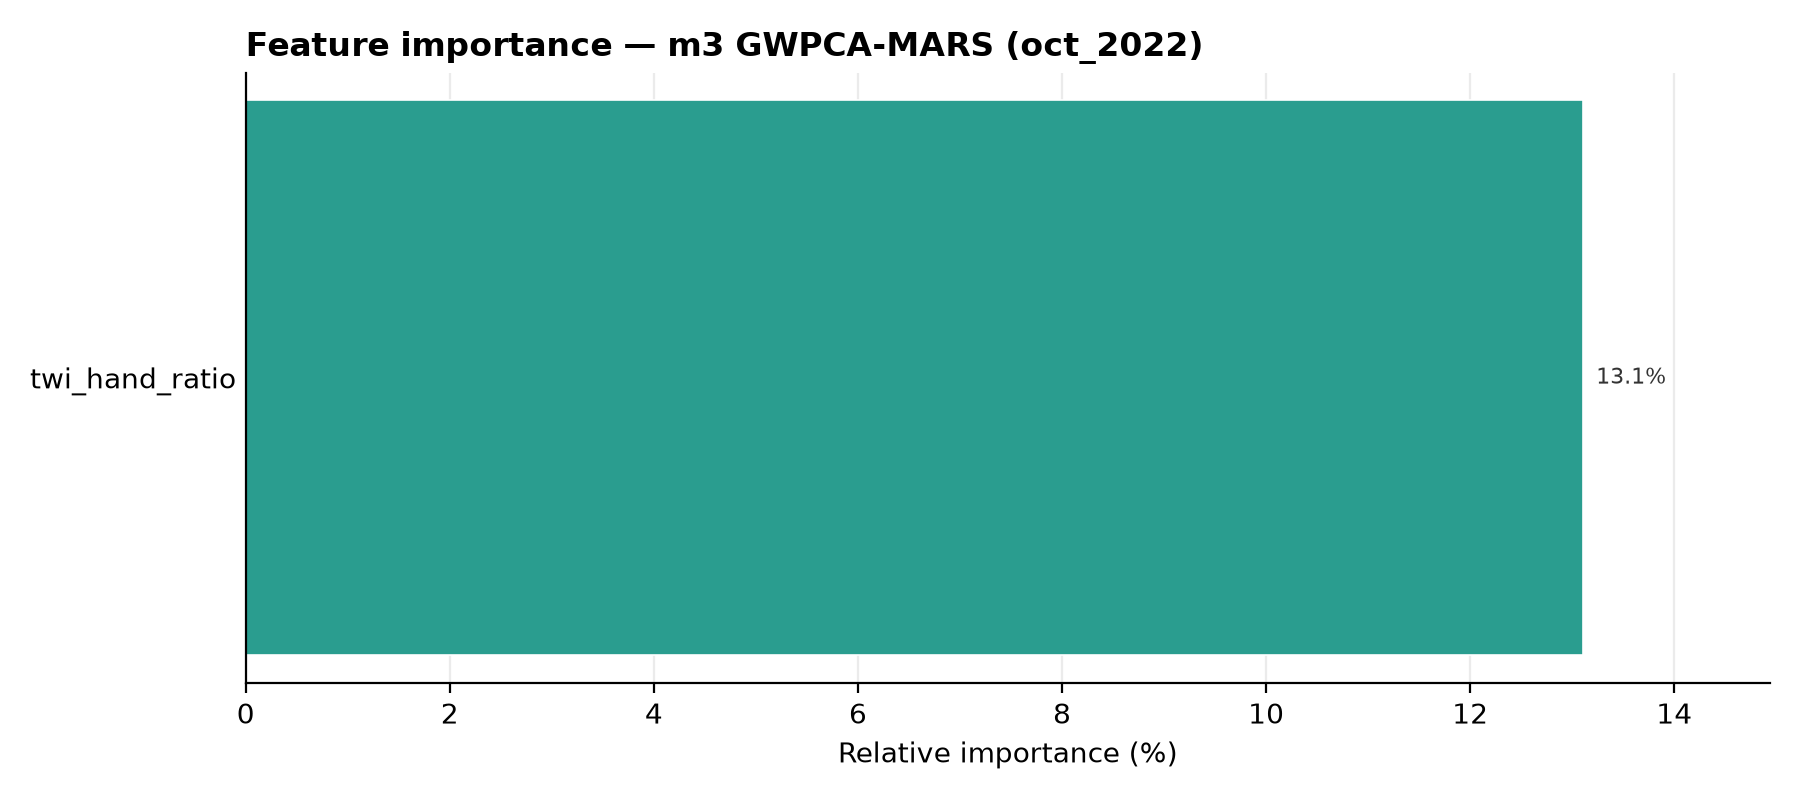 Feature importance — m3 GWPCA-MARS (oct_2022)
twi_hand_ratio
13.1%
0 2 4 6 8 10 12 14
Relative importance (%)